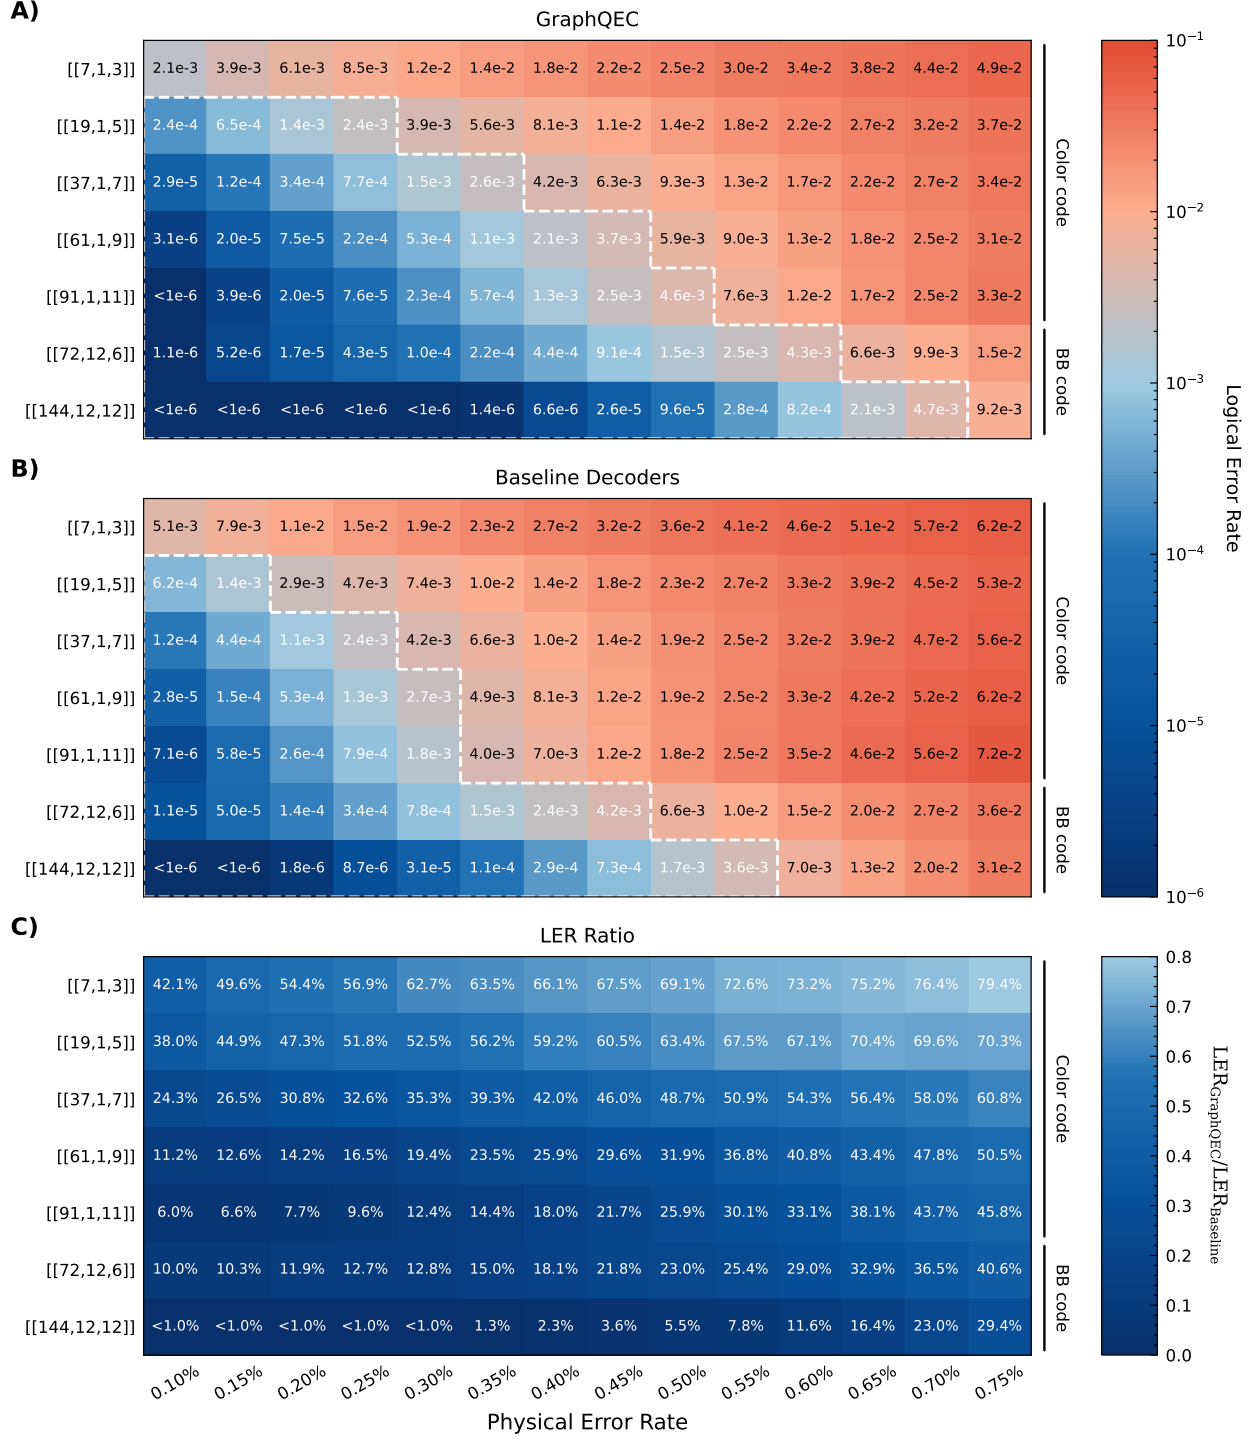 A)
GraphQEC
[[7,1,3]] 2.1e-3 3.9e-3 6.1e-3 8.5e-3 1.2e-2 1.4e-2 1.8e-2 2.2e-2 2.5e-2 3.0e-2 3.4e-2 3.8e-2 4.4e-2 4.9e-2
[[19,1,5]] 2.4e-4 6.5e-4 1.4e-3 2.4e-3 3.9e-3 5.6e-3 8.1e-3 1.1e-2 1.4e-2 1.8e-2 2.2e-2 2.7e-2 3.2e-2 3.7e-2
[[37,1,7]] 2.9e-5 1.2e-4 3.4e-4 7.7e-4 1.5e-3 2.6e-3 4.2e-3 6.3e-3 9.3e-3 1.3e-2 1.7e-2 2.2e-2 2.7e-2 3.4e-2
[[61,1,9]] 3.1e-6 2.0e-5 7.5e-5 2.2e-4 5.3e-4 1.1e-3 2.1e-3 3.7e-3 5.9e-3 9.0e-3 1.3e-2 1.8e-2 2.5e-2 3.1e-2
[[91,1,11]] <1e-6 3.9e-6 2.0e-5 7.6e-5 2.3e-4 5.7e-4 1.3e-3 2.5e-3 4.6e-3 7.6e-3 1.2e-2 1.7e-2 2.5e-2 3.3e-2
[[72,12,6]] 1.1e-6 5.2e-6 1.7e-5 4.3e-5 1.0e-4 2.2e-4 4.4e-4 9.1e-4 1.5e-3 2.5e-3 4.3e-3 6.6e-3 9.9e-3 1.5e-2
[[144,12,12]] <1e-6 <1e-6 <1e-6 <1e-6 <1e-6 1.4e-6 6.6e-6 2.6e-5 9.6e-5 2.8e-4 8.2e-4 2.1e-3 4.7e-3 9.2e-3
Color code
BB code
B)
Baseline Decoders
[[7,1,3]] 5.1e-3 7.9e-3 1.1e-2 1.5e-2 1.9e-2 2.3e-2 2.7e-2 3.2e-2 3.6e-2 4.1e-2 4.6e-2 5.1e-2 5.7e-2 6.2e-2
[[19,1,5]] 6.2e-4 1.4e-3 2.9e-3 4.7e-3 7.4e-3 1.0e-2 1.4e-2 1.8e-2 2.3e-2 2.7e-2 3.3e-2 3.9e-2 4.5e-2 5.3e-2
[[37,1,7]] 1.2e-4 4.4e-4 1.1e-3 2.4e-3 4.2e-3 6.6e-3 1.0e-2 1.4e-2 1.9e-2 2.5e-2 3.2e-2 3.9e-2 4.7e-2 5.6e-2
[[61,1,9]] 2.8e-5 1.5e-4 5.3e-4 1.3e-3 2.7e-3 4.9e-3 8.1e-3 1.2e-2 1.9e-2 2.5e-2 3.3e-2 4.2e-2 5.2e-2 6.2e-2
[[91,1,11]] 7.1e-6 5.8e-5 2.6e-4 7.9e-4 1.8e-3 4.0e-3 7.0e-3 1.2e-2 1.8e-2 2.5e-2 3.5e-2 4.6e-2 5.6e-2 7.2e-2
[[72,12,6]] 1.1e-5 5.0e-5 1.4e-4 3.4e-4 7.8e-4 1.5e-3 2.4e-3 4.2e-3 6.6e-3 1.0e-2 1.5e-2 2.0e-2 2.7e-2 3.6e-2
[[144,12,12]] <1e-6 <1e-6 1.8e-6 8.7e-6 3.1e-5 1.1e-4 2.9e-4 7.3e-4 1.7e-3 3.6e-3 7.0e-3 1.3e-2 2.0e-2 3.1e-2
Color code
BB code
10⁻¹
10⁻²
10⁻³
10⁻⁴
10⁻⁵
10⁻⁶
Logical Error Rate
C)
LER Ratio
[[7,1,3]] 42.1% 49.6% 54.4% 56.9% 62.7% 63.5% 66.1% 67.5% 69.1% 72.6% 73.2% 75.2% 76.4% 79.4%
[[19,1,5]] 38.0% 44.9% 47.3% 51.8% 52.5% 56.2% 59.2% 60.5% 63.4% 67.5% 67.1% 70.4% 69.6% 70.3%
[[37,1,7]] 24.3% 26.5% 30.8% 32.6% 35.3% 39.3% 42.0% 46.0% 48.7% 50.9% 54.3% 56.4% 58.0% 60.8%
[[61,1,9]] 11.2% 12.6% 14.2% 16.5% 19.4% 23.5% 25.9% 29.6% 31.9% 36.8% 40.8% 43.4% 47.8% 50.5%
[[91,1,11]] 6.0% 6.6% 7.7% 9.6% 12.4% 14.4% 18.0% 21.7% 25.9% 30.1% 33.1% 38.1% 43.7% 45.8%
[[72,12,6]] 10.0% 10.3% 11.9% 12.7% 12.8% 15.0% 18.1% 21.8% 23.0% 25.4% 29.0% 32.9% 36.5% 40.6%
[[144,12,12]] <1.0% <1.0% <1.0% <1.0% <1.0% 1.3% 2.3% 3.6% 5.5% 7.8% 11.6% 16.4% 23.0% 29.4%
Color code
BB code
0.8
0.7
0.6
0.5
0.4
0.3
0.2
0.1
0.0
LER_GraphQEC/LER_Baseline
0.10% 0.15% 0.20% 0.25% 0.30% 0.35% 0.40% 0.45% 0.50% 0.55% 0.60% 0.65% 0.70% 0.75%
Physical Error Rate